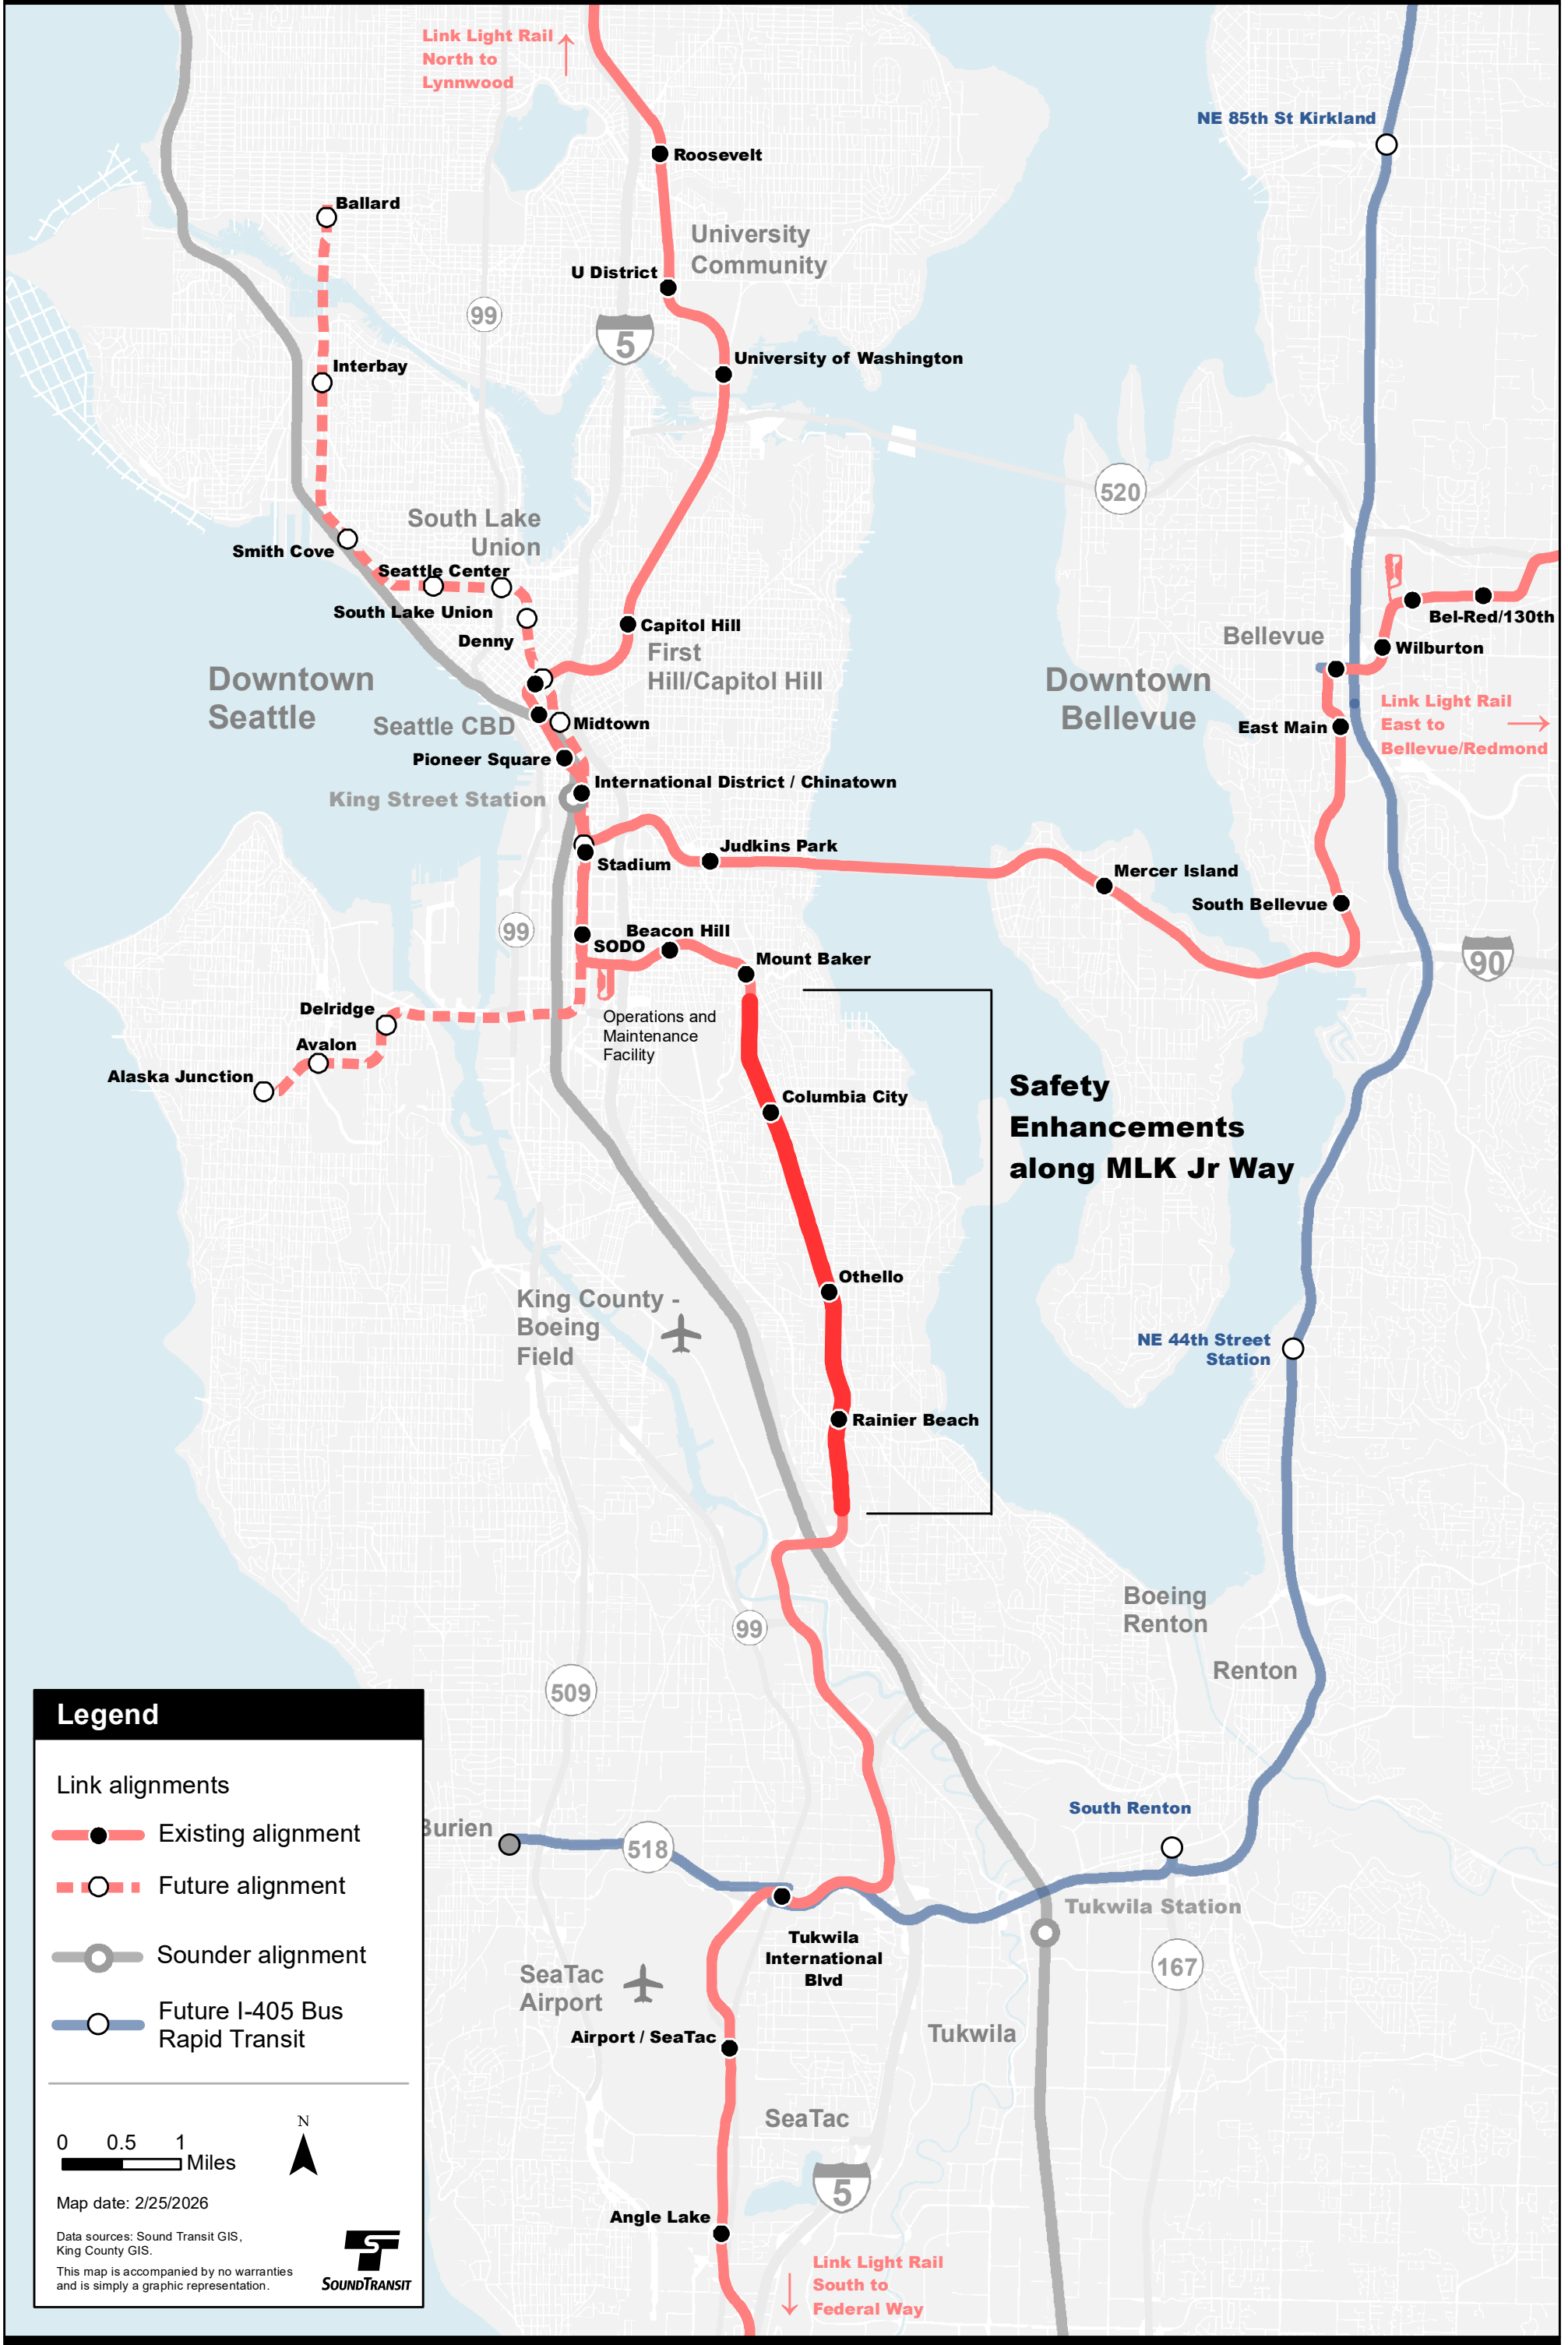 Link Light Rail
North to
Lynnwood
NE 85th St Kirkland
Roosevelt
Ballard
University
Community
U District
99
5
University of Washington
Interbay
520
South Lake
Union
Smith Cove
Seattle Center
South Lake Union
Denny
Capitol Hill
First
Hill/Capitol Hill
Bel-Red/130th
Bellevue
Wilburton
Downtown
Seattle
Downtown
Bellevue
Seattle CBD
Midtown
East Main
Link Light Rail
East to
Bellevue/Redmond
Pioneer Square
International District / Chinatown
King Street Station
Judkins Park
Stadium
Mercer Island
South Bellevue
99
Beacon Hill
SODO
Mount Baker
90
Delridge
Operations and
Maintenance
Facility
Avalon
Alaska Junction
Columbia City
Safety
Enhancements
along MLK Jr Way
Othello
King County -
Boeing
Field
NE 44th Street
Station
Rainier Beach
Boeing
Renton
99
Renton
509
Legend
Link alignments
Existing alignment
Future alignment
Sounder alignment
Future I-405 Bus
Rapid Transit
0 0.5 1
Miles
N
Map date: 2/25/2026
Data sources: Sound Transit GIS,
King County GIS.
This map is accompanied by no warranties
and is simply a graphic representation.
SOUNDTRANSIT
Burien
518
South Renton
Tukwila Station
Tukwila
International
Blvd
167
SeaTac
Airport
Airport / SeaTac
Tukwila
SeaTac
5
Angle Lake
Link Light Rail
South to
Federal Way